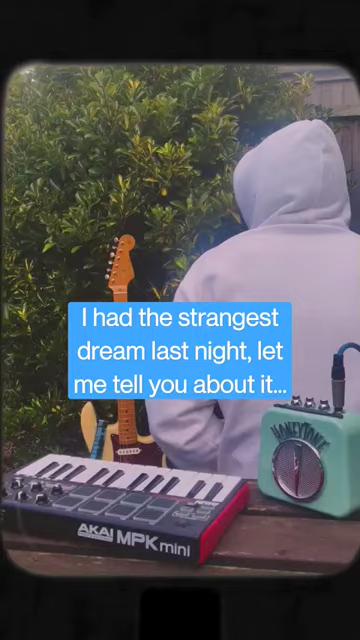 I had the strangest
dream last night, let
me tell you about it...
HONEYTONE
AKAI MPKmini